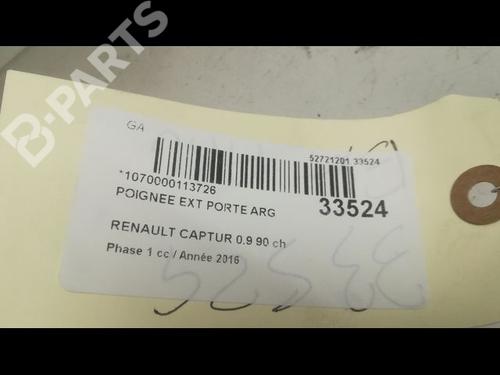 B-PARTS
GA
52721201 33524
*1070000113726
POIGNEE EXT PORTE ARG
33524
RENAULT CAPTUR 0.9 90 ch
Phase 1 cc / Année 2016